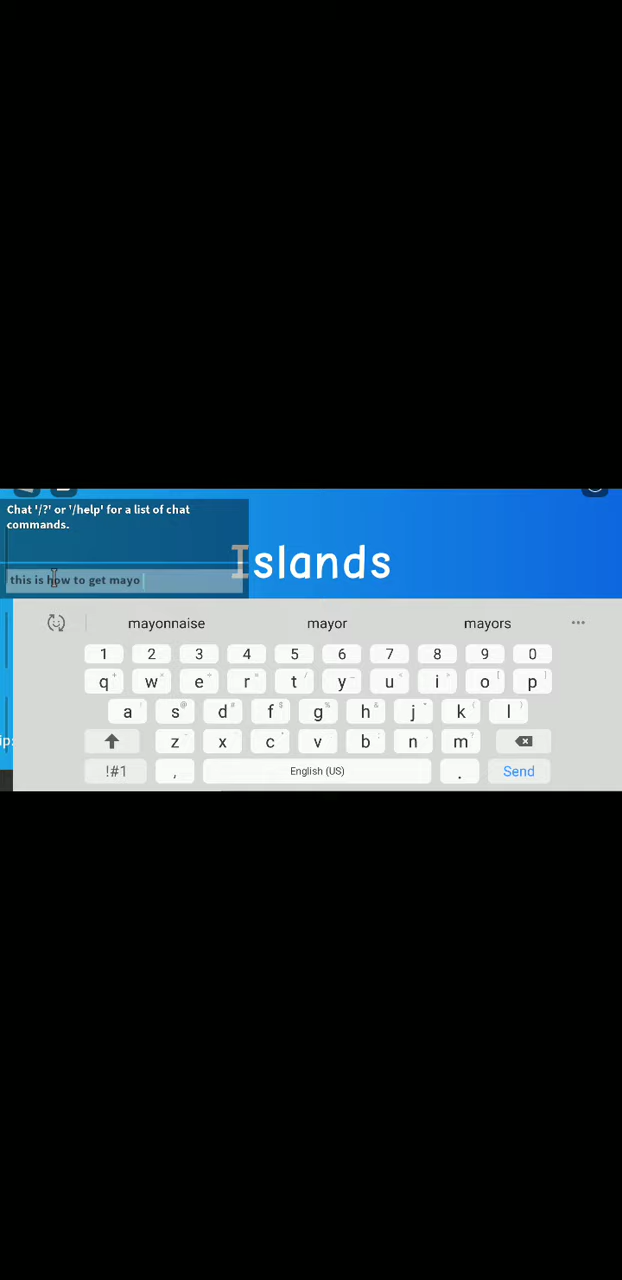 Chat '/?' or '/help' for a list of chat
commands.
Islands
this is how to get mayo
mayonnaise mayor mayors
1 2 3 4 5 6 7 8 9 0
q w e r t y u i o p
a s d f g h j k l
z x c v b n m
ips
!#1 , English (US) . Send